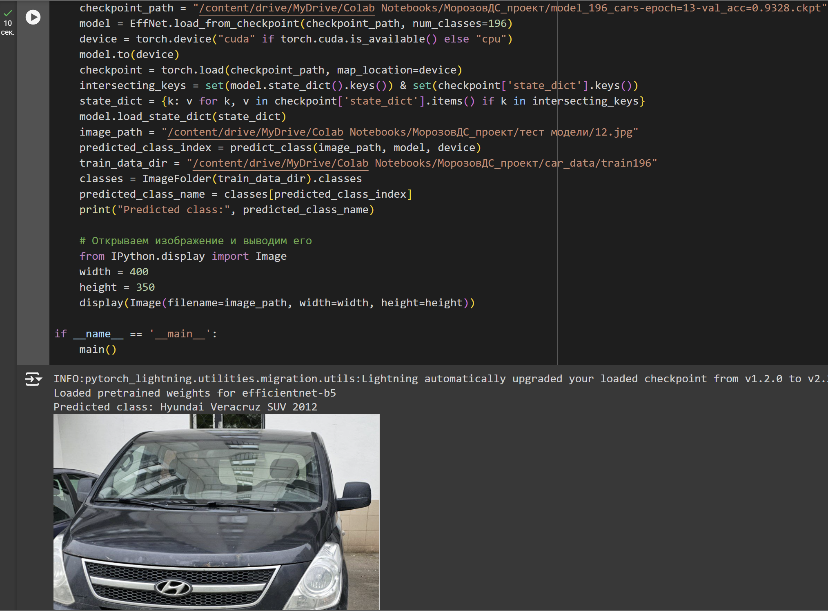 checkpoint_path = "/content/drive/MyDrive/Colab Notebooks/МорозовДС_проект/model_196_cars-epoch=13-val_acc=0.9328.ckpt"
model = EffNet.load_from_checkpoint(checkpoint_path, num_classes=196)
10
сек.
device = torch.device("cuda" if torch.cuda.is_available() else "cpu")
model.to(device)
checkpoint = torch.load(checkpoint_path, map_location=device)
intersecting_keys = set(model.state_dict().keys()) & set(checkpoint['state_dict'].keys())
state_dict = {k: v for k, v in checkpoint['state_dict'].items() if k in intersecting_keys}
model.load_state_dict(state_dict)
image_path = "/content/drive/MyDrive/Colab Notebooks/МорозовДС_проект/тест модели/12.jpg"
predicted_class_index = predict_class(image_path, model, device)
train_data_dir = "/content/drive/MyDrive/Colab Notebooks/МорозовДС_проект/car_data/train196"
classes = ImageFolder(train_data_dir).classes
predicted_class_name = classes[predicted_class_index]
print("Predicted class:", predicted_class_name)
# Открываем изображение и выводим его
from IPython.display import Image
width = 400
height = 350
display(Image(filename=image_path, width=width, height=height))
if __name__ == '__main__':
main()
INFO:pytorch_lightning.utilities.migration.utils:Lightning automatically upgraded your loaded checkpoint from v1.2.0 to v2.
Loaded pretrained weights for efficientnet-b5
Predicted class: Hyundai Veracruz SUV 2012